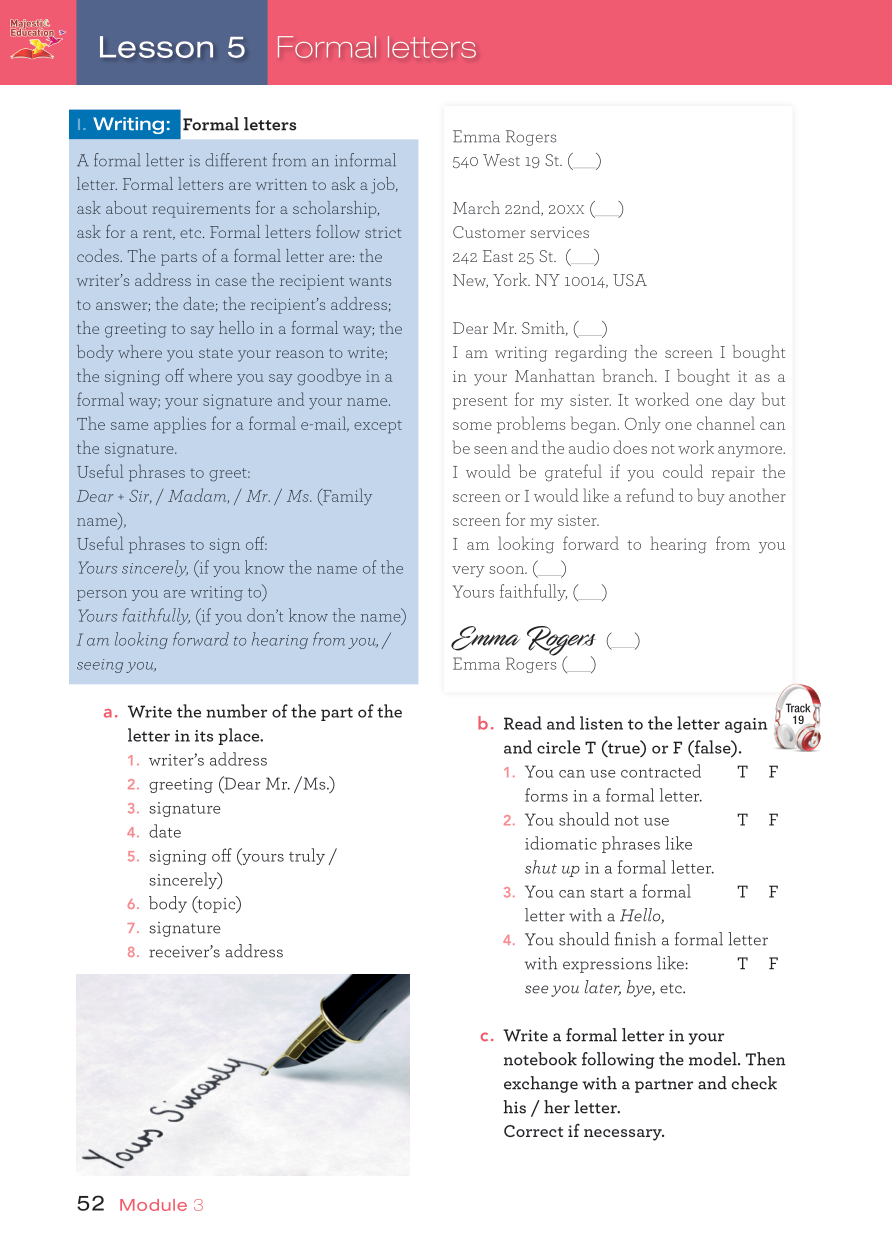 Majestic
Education
Lesson 5
Formal letters
I. Writing: Formal letters
A formal letter is different from an informal
letter. Formal letters are written to ask a job,
ask about requirements for a scholarship,
ask for a rent, etc. Formal letters follow strict
codes. The parts of a formal letter are: the
writer's address in case the recipient wants
to answer; the date; the recipient's address;
the greeting to say hello in a formal way; the
body where you state your reason to write;
the signing off where you say goodbye in a
formal way; your signature and your name.
The same applies for a formal e-mail, except
the signature.
Useful phrases to greet:
Dear + Sir, / Madam, / Mr. / Ms. (Family
name),
Useful phrases to sign off:
Yours sincerely, (if you know the name of the
person you are writing to)
Yours faithfully, (if you don't know the name)
I am looking forward to hearing from you, /
seeing you,
a. Write the number of the part of the
letter in its place.
1. writer's address
2. greeting (Dear Mr. /Ms.)
3. signature
4. date
5. signing off (yours truly /
sincerely)
6. body (topic)
7. signature
8. receiver's address
Yours Sincerely
Emma Rogers
540 West 19 St. (___)
March 22nd, 20XX (___)
Customer services
242 East 25 St. (___)
New, York. NY 10014, USA
Dear Mr. Smith, (___)
I am writing regarding the screen I bought
in your Manhattan branch. I bought it as a
present for my sister. It worked one day but
some problems began. Only one channel can
be seen and the audio does not work anymore.
I would be grateful if you could repair the
screen or I would like a refund to buy another
screen for my sister.
I am looking forward to hearing from you
very soon. (___)
Yours faithfully, (___)
Emma Rogers (___)
Emma Rogers (___)
Track
19
b. Read and listen to the letter again
and circle T (true) or F (false).
1. You can use contracted T F
forms in a formal letter.
2. You should not use T F
idiomatic phrases like
shut up in a formal letter.
3. You can start a formal T F
letter with a Hello,
4. You should finish a formal letter
with expressions like: T F
see you later, bye, etc.
c. Write a formal letter in your
notebook following the model. Then
exchange with a partner and check
his / her letter.
Correct if necessary.
52 Module 3